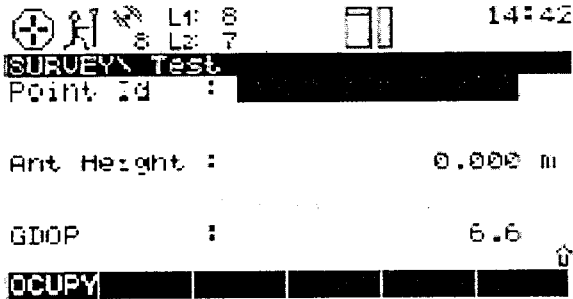 8 L1: 8 L2: 7 14:42
SURVEY\ Test
Point Id :
Ant Height : 0.000 m
GDOP : 6.6
OCUPY